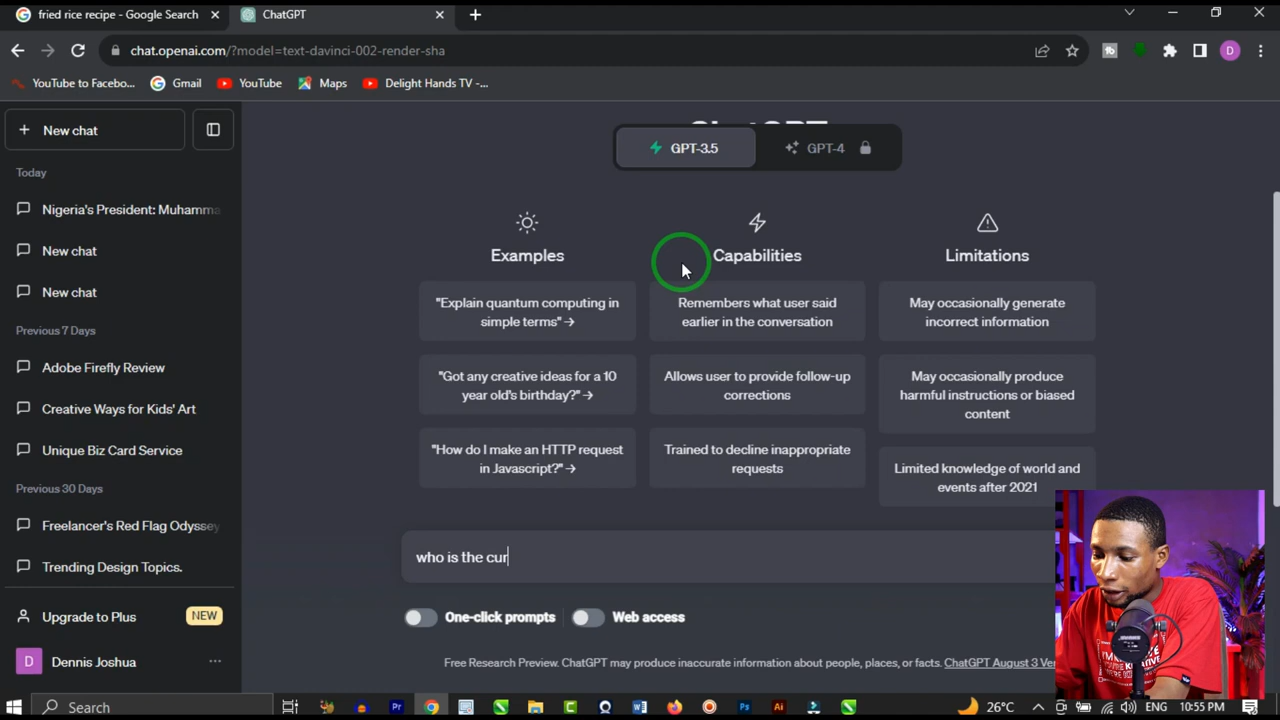 fried rice recipe - Google Search
ChatGPT
chat.openai.com/?model=text-davinci-002-render-sha
D
YouTube to Facebo...
Gmail
YouTube
Maps
Delight Hands TV -...
New chat
Today
Nigeria's President: Muhamma
New chat
New chat
Previous 7 Days
Adobe Firefly Review
Creative Ways for Kids' Art
Unique Biz Card Service
Previous 30 Days
Freelancer's Red Flag Odyssey
Trending Design Topics.
Upgrade to Plus
NEW
D
Dennis Joshua
ChatGPT
GPT-3.5
GPT-4
Examples
"Explain quantum computing in
simple terms" →
"Got any creative ideas for a 10
year old's birthday?" →
"How do I make an HTTP request
in Javascript?" →
Capabilities
Remembers what user said
earlier in the conversation
Allows user to provide follow-up
corrections
Trained to decline inappropriate
requests
Limitations
May occasionally generate
incorrect information
May occasionally produce
harmful instructions or biased
content
Limited knowledge of world and
events after 2021
who is the cur
One-click prompts
Web access
Free Research Preview. ChatGPT may produce inaccurate information about people, places, or facts. ChatGPT August 3 Ver
Search
Pr
Ps
Ai
26°C
ENG
10:55 PM